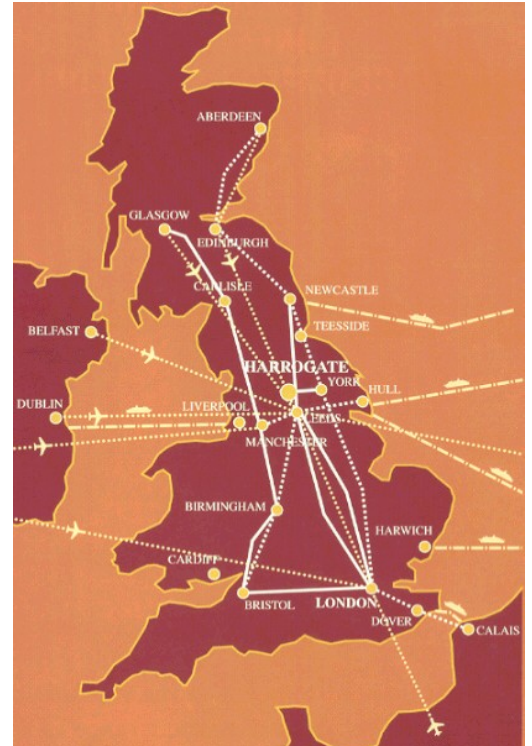 ABERDEEN
GLASGOW
EDINBURGH
CARLISLE
NEWCASTLE
TEESSIDE
BELFAST
HARROGATE
YORK
HULL
DUBLIN
LIVERPOOL
LEEDS
MANCHESTER
BIRMINGHAM
HARWICH
CARDIFF
BRISTOL
LONDON
DOVER
CALAIS